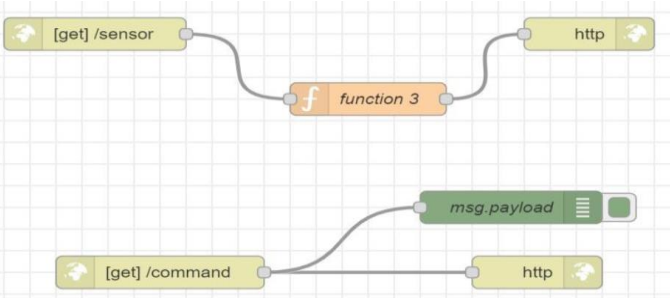 [get] /sensor
http
function 3
msg.payload
[get] /command
http